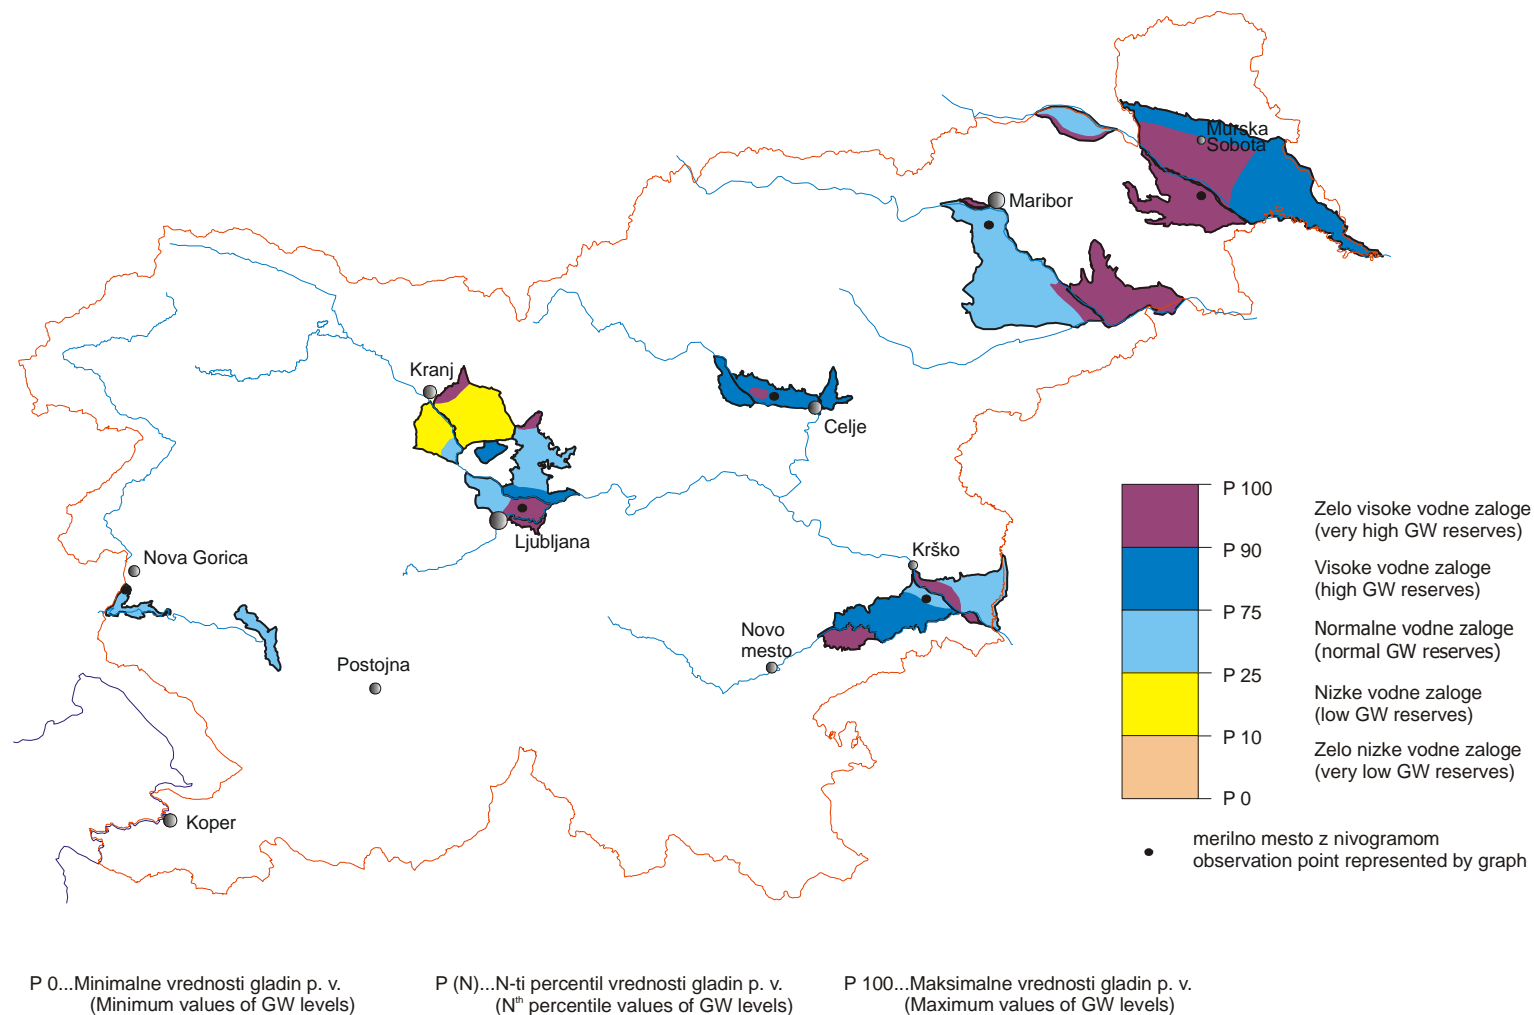 Murska
Sobota
Maribor
Kranj
Celje
Ljubljana
Nova Gorica
Krško
Novo
mesto
Postojna
Koper
P 100
Zelo visoke vodne zaloge
(very high GW reserves)
P 90
Visoke vodne zaloge
(high GW reserves)
P 75
Normalne vodne zaloge
(normal GW reserves)
P 25
Nizke vodne zaloge
(low GW reserves)
P 10
Zelo nizke vodne zaloge
(very low GW reserves)
P 0
merilno mesto z nivogramom
observation point represented by graph
P 0...Minimalne vrednosti gladin p. v.
(Minimum values of GW levels)
P (N)...N-ti percentil vrednosti gladin p. v.
(Nth percentile values of GW levels)
P 100...Maksimalne vrednosti gladin p. v.
(Maximum values of GW levels)